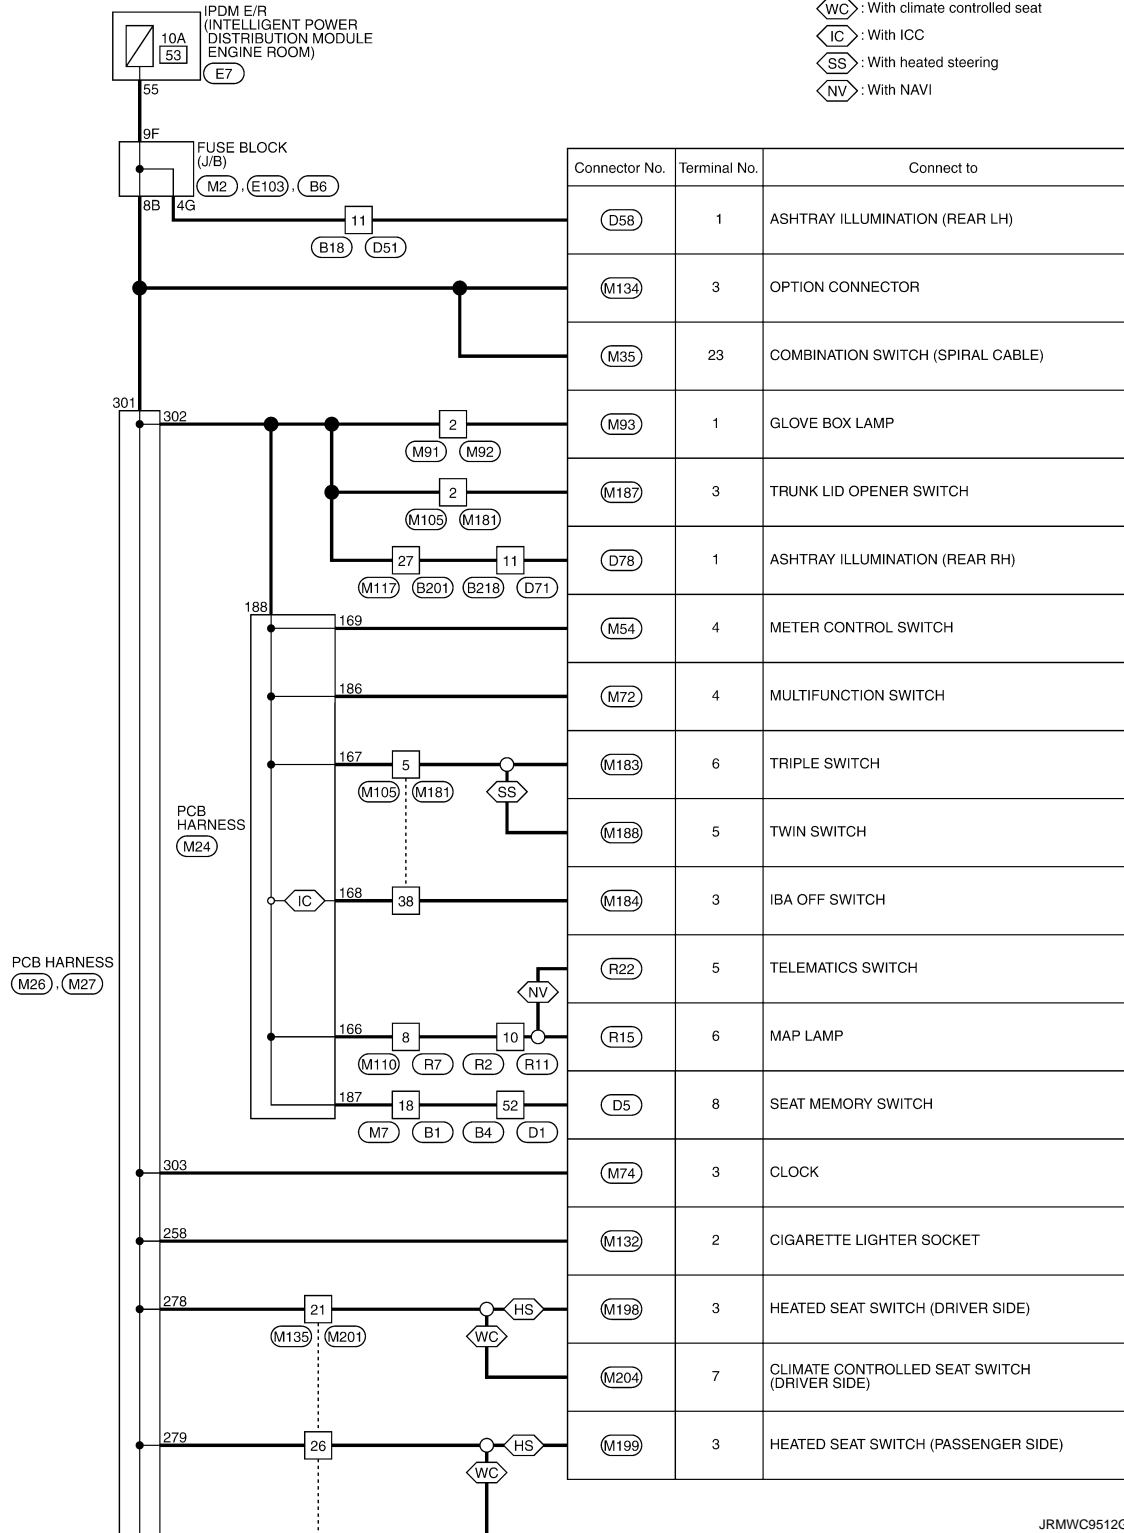 IPDM E/R
(INTELLIGENT POWER
DISTRIBUTION MODULE
ENGINE ROOM)
10A
53
E7
55
WC : With climate controlled seat
IC : With ICC
SS : With heated steering
NV : With NAVI
9F
FUSE BLOCK
(J/B)
M2 , E103 , B6
8B 4G
Connector No. Terminal No. Connect to
11
B18 D51
D58 1 ASHTRAY ILLUMINATION (REAR LH)
M134 3 OPTION CONNECTOR
M35 23 COMBINATION SWITCH (SPIRAL CABLE)
301
302 2
M91 M92
M93 1 GLOVE BOX LAMP
2
M105 M181
M187 3 TRUNK LID OPENER SWITCH
27 11
M117 B201 B218 D71
D78 1 ASHTRAY ILLUMINATION (REAR RH)
188
169 M54 4 METER CONTROL SWITCH
186 M72 4 MULTIFUNCTION SWITCH
167 5
M105 M181 SS
M183 6 TRIPLE SWITCH
PCB
HARNESS
M24
M188 5 TWIN SWITCH
IC 168 38 M184 3 IBA OFF SWITCH
PCB HARNESS
M26 , M27
NV
R22 5 TELEMATICS SWITCH
166 8 10
M110 R7 R2 R11
R15 6 MAP LAMP
187 18 52
M7 B1 B4 D1
D5 8 SEAT MEMORY SWITCH
303 M74 3 CLOCK
258 M132 2 CIGARETTE LIGHTER SOCKET
278 21 HS
M135 M201 WC
M198 3 HEATED SEAT SWITCH (DRIVER SIDE)
M204 7 CLIMATE CONTROLLED SEAT SWITCH
(DRIVER SIDE)
279 26 HS
WC
M199 3 HEATED SEAT SWITCH (PASSENGER SIDE)
JRMWC9512G